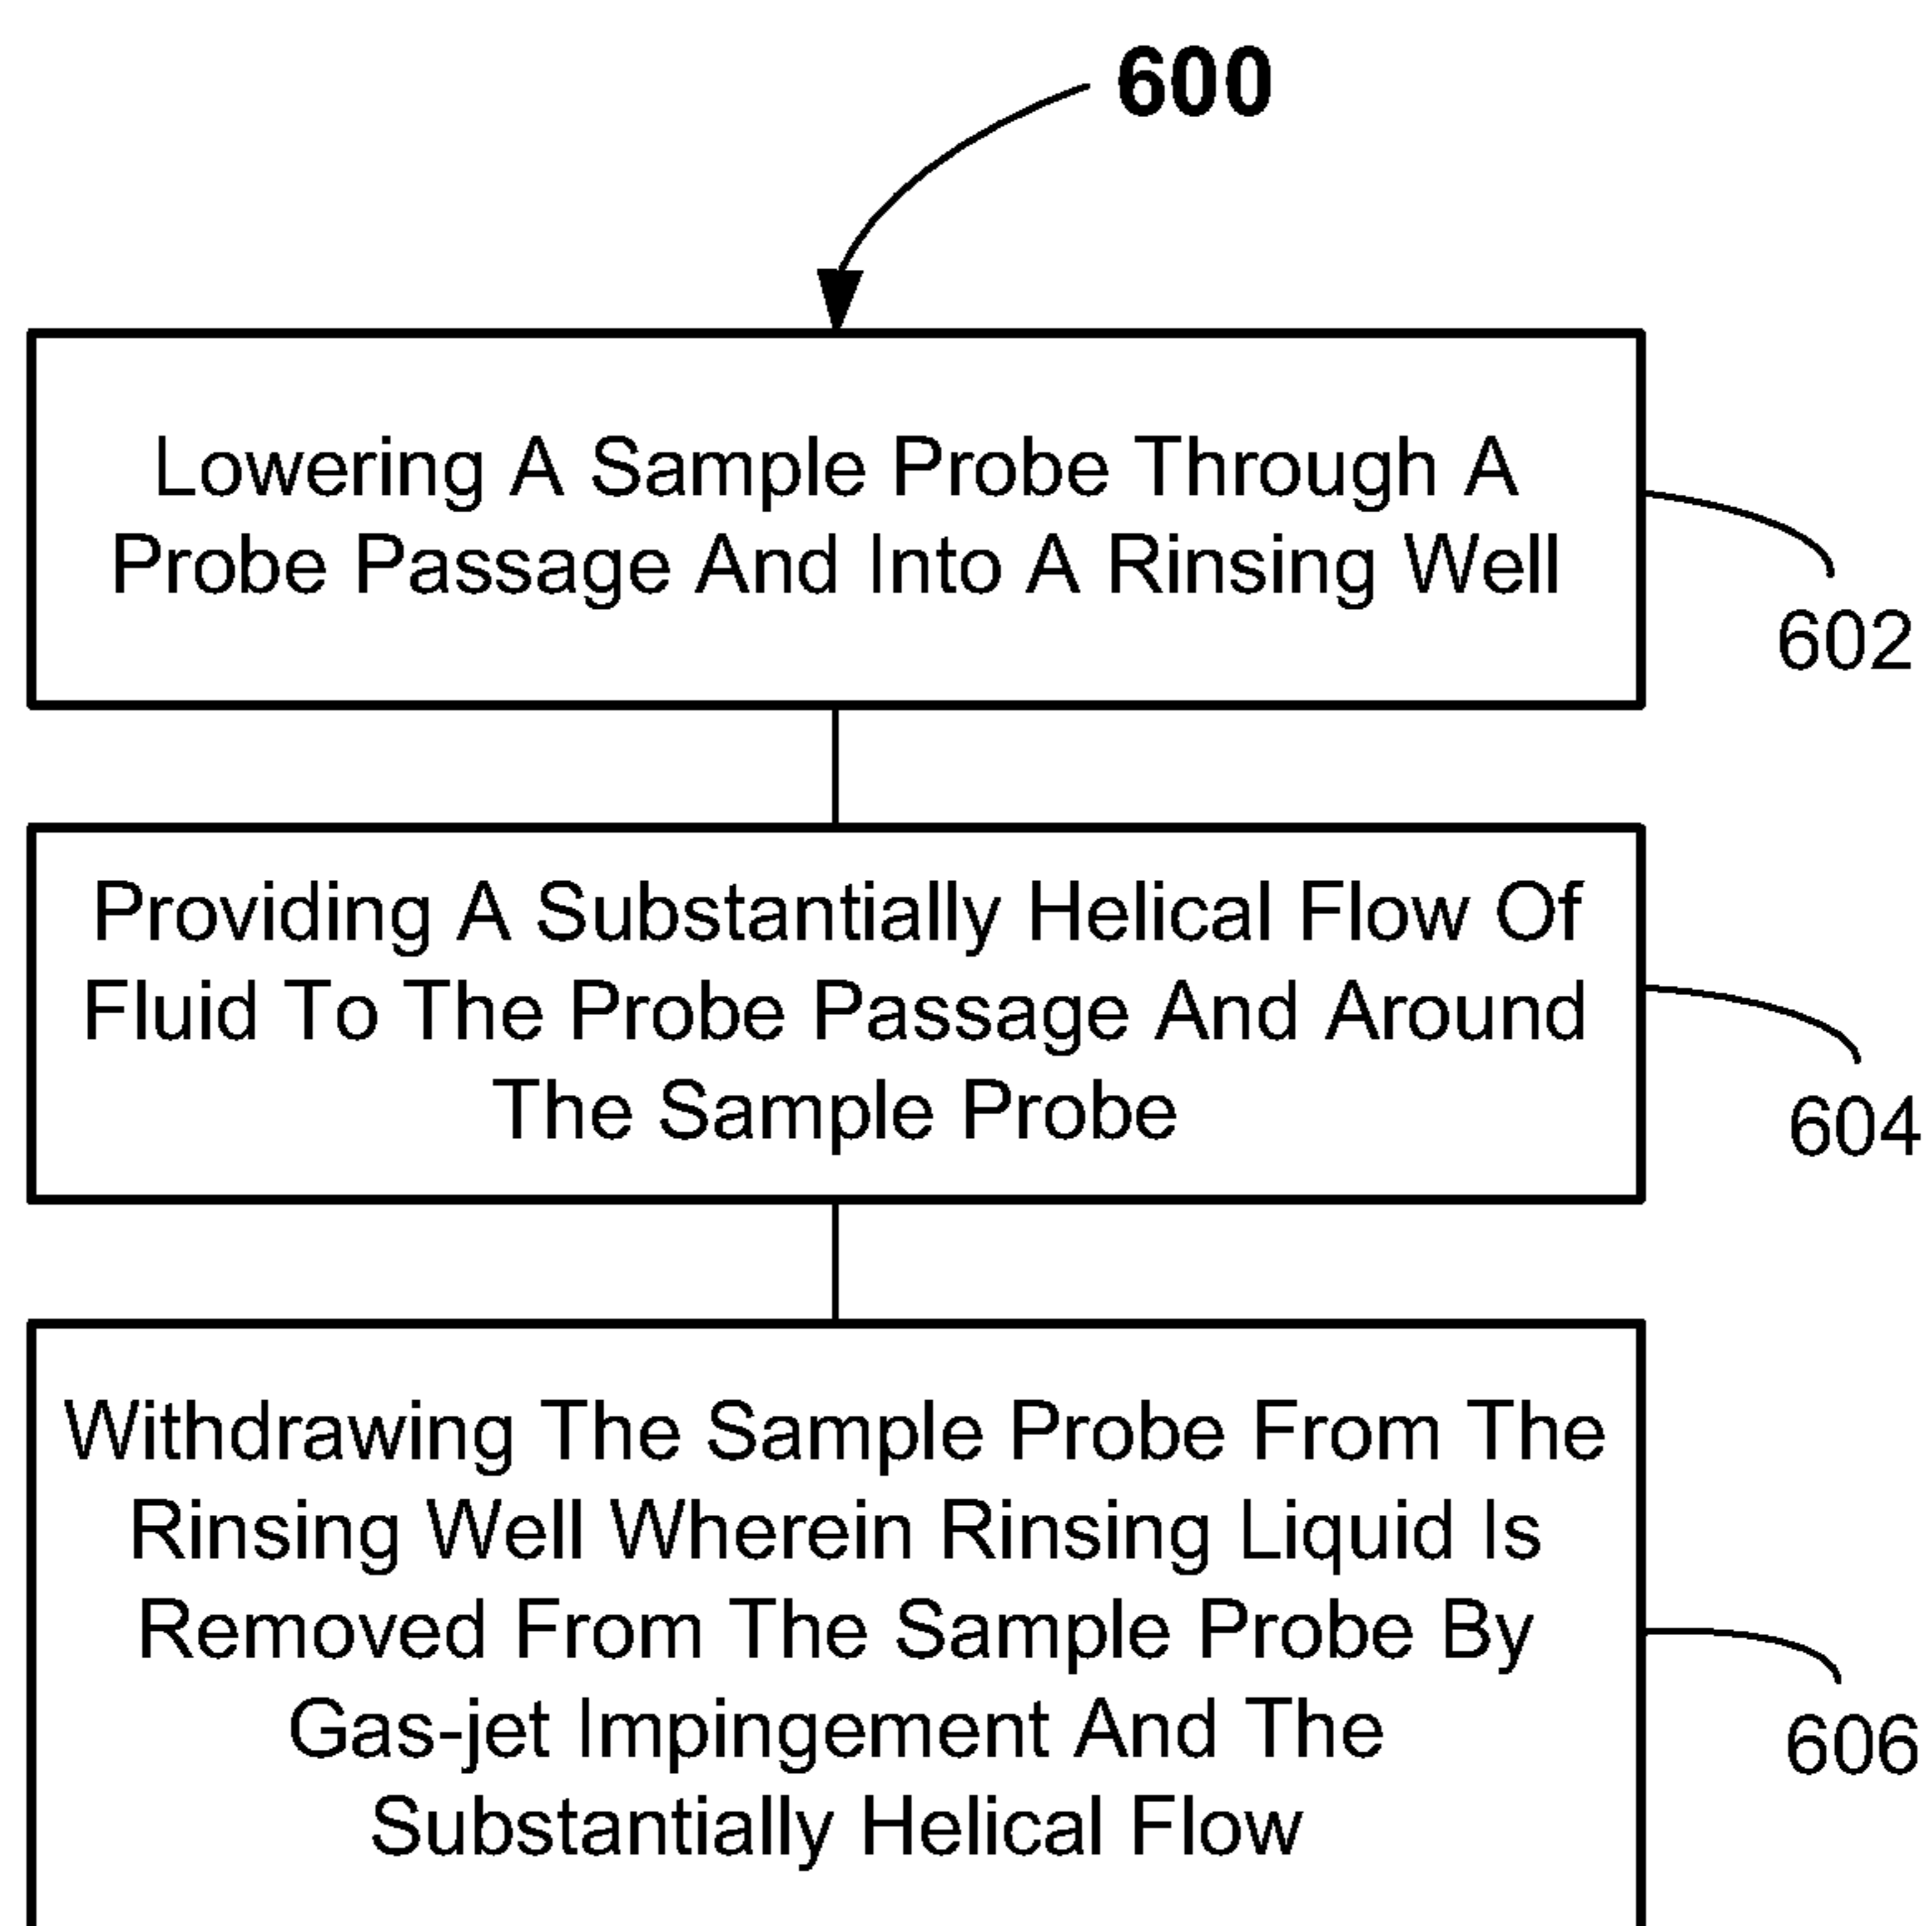 600
Lowering A Sample Probe Through A
Probe Passage And Into A Rinsing Well
602
Providing A Substantially Helical Flow Of
Fluid To The Probe Passage And Around
The Sample Probe
604
Withdrawing The Sample Probe From The
Rinsing Well Wherein Rinsing Liquid Is
Removed From The Sample Probe By
Gas-jet Impingement And The
Substantially Helical Flow
606